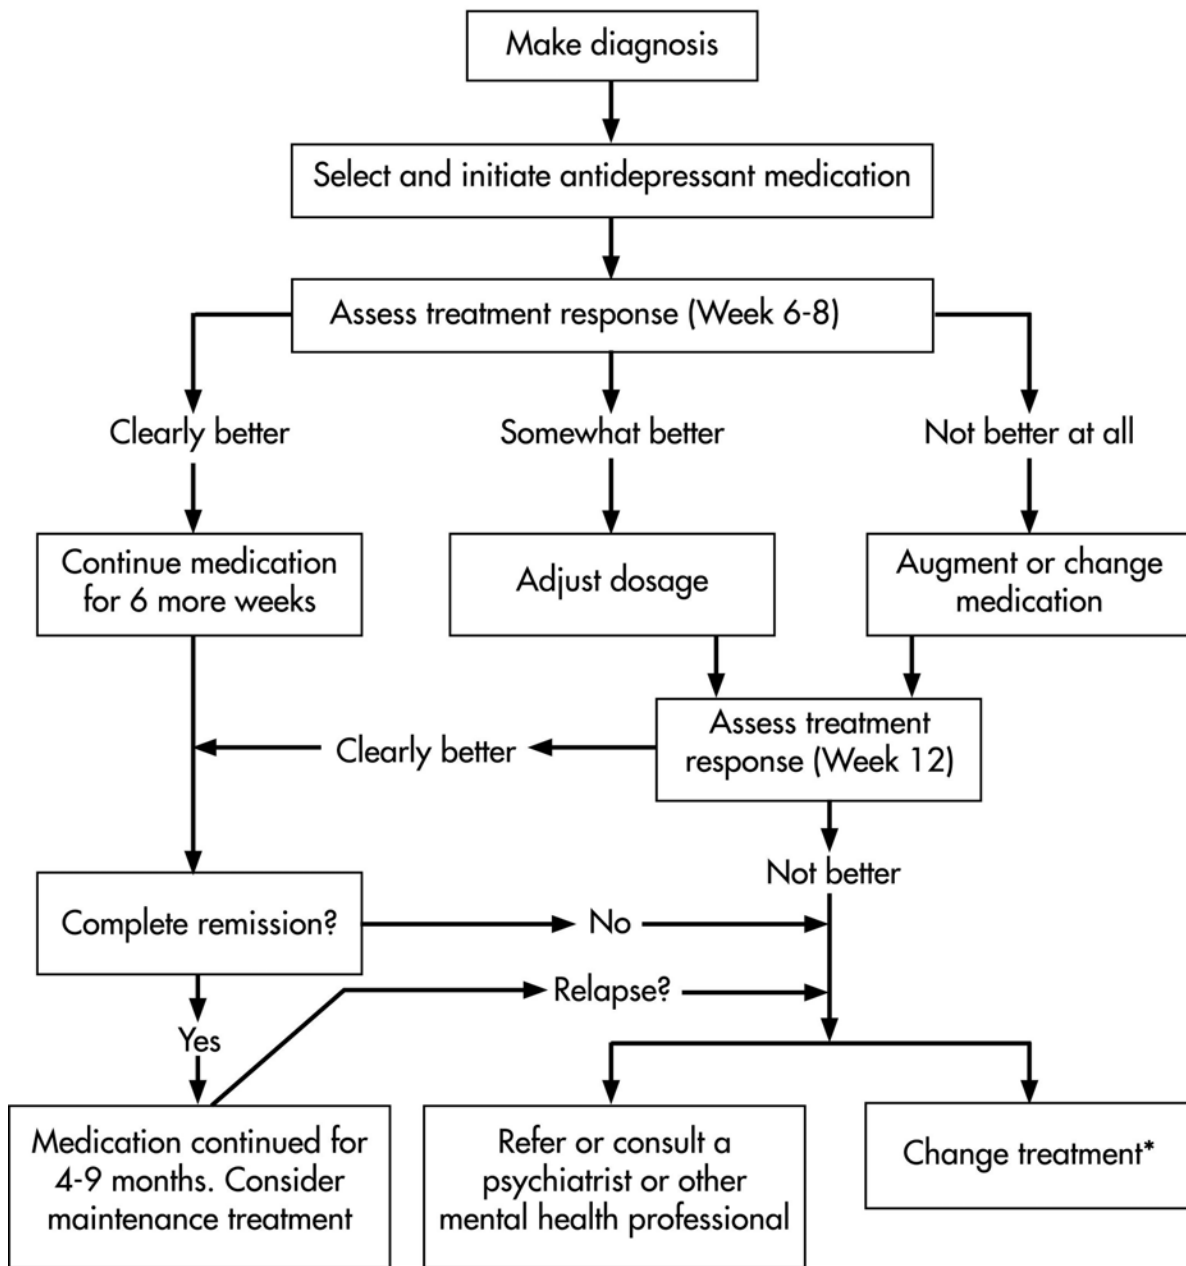 Make diagnosis
Select and initiate antidepressant medication
Assess treatment response (Week 6-8)
Clearly better
Somewhat better
Not better at all
Continue medication
for 6 more weeks
Adjust dosage
Augment or change
medication
Assess treatment
response (Week 12)
Clearly better
Not better
Complete remission?
No
Relapse?
Yes
Medication continued for
4-9 months. Consider
maintenance treatment
Refer or consult a
psychiatrist or other
mental health professional
Change treatment*